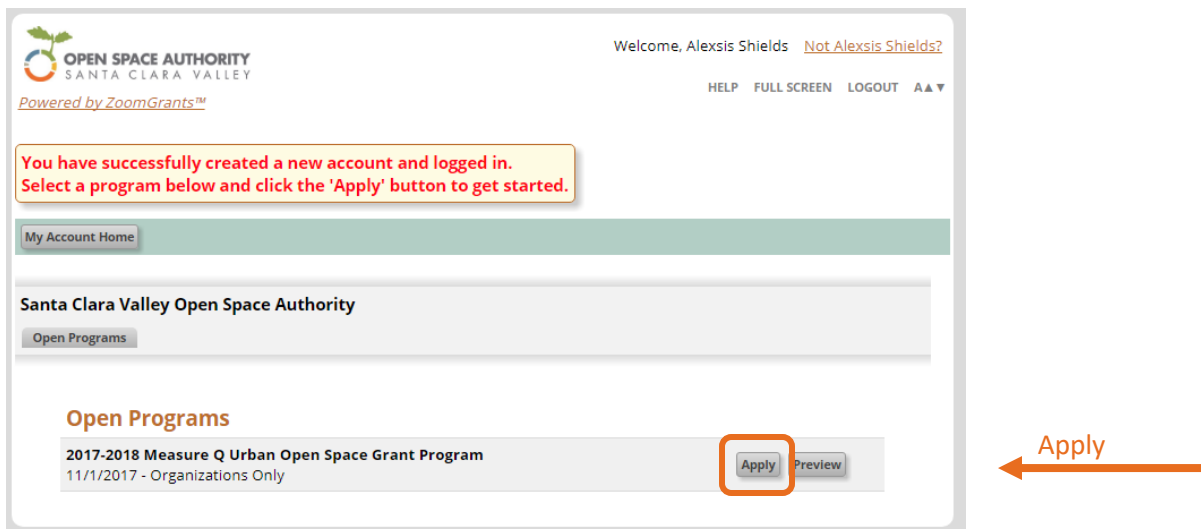 OPEN SPACE AUTHORITY
SANTA CLARA VALLEY
Powered by ZoomGrants™
Welcome, Alexsis Shields Not Alexsis Shields?
HELP FULL SCREEN LOGOUT A▲▼
You have successfully created a new account and logged in.
Select a program below and click the 'Apply' button to get started.
My Account Home
Santa Clara Valley Open Space Authority
Open Programs
Open Programs
2017-2018 Measure Q Urban Open Space Grant Program
11/1/2017 - Organizations Only
Apply Preview
Apply